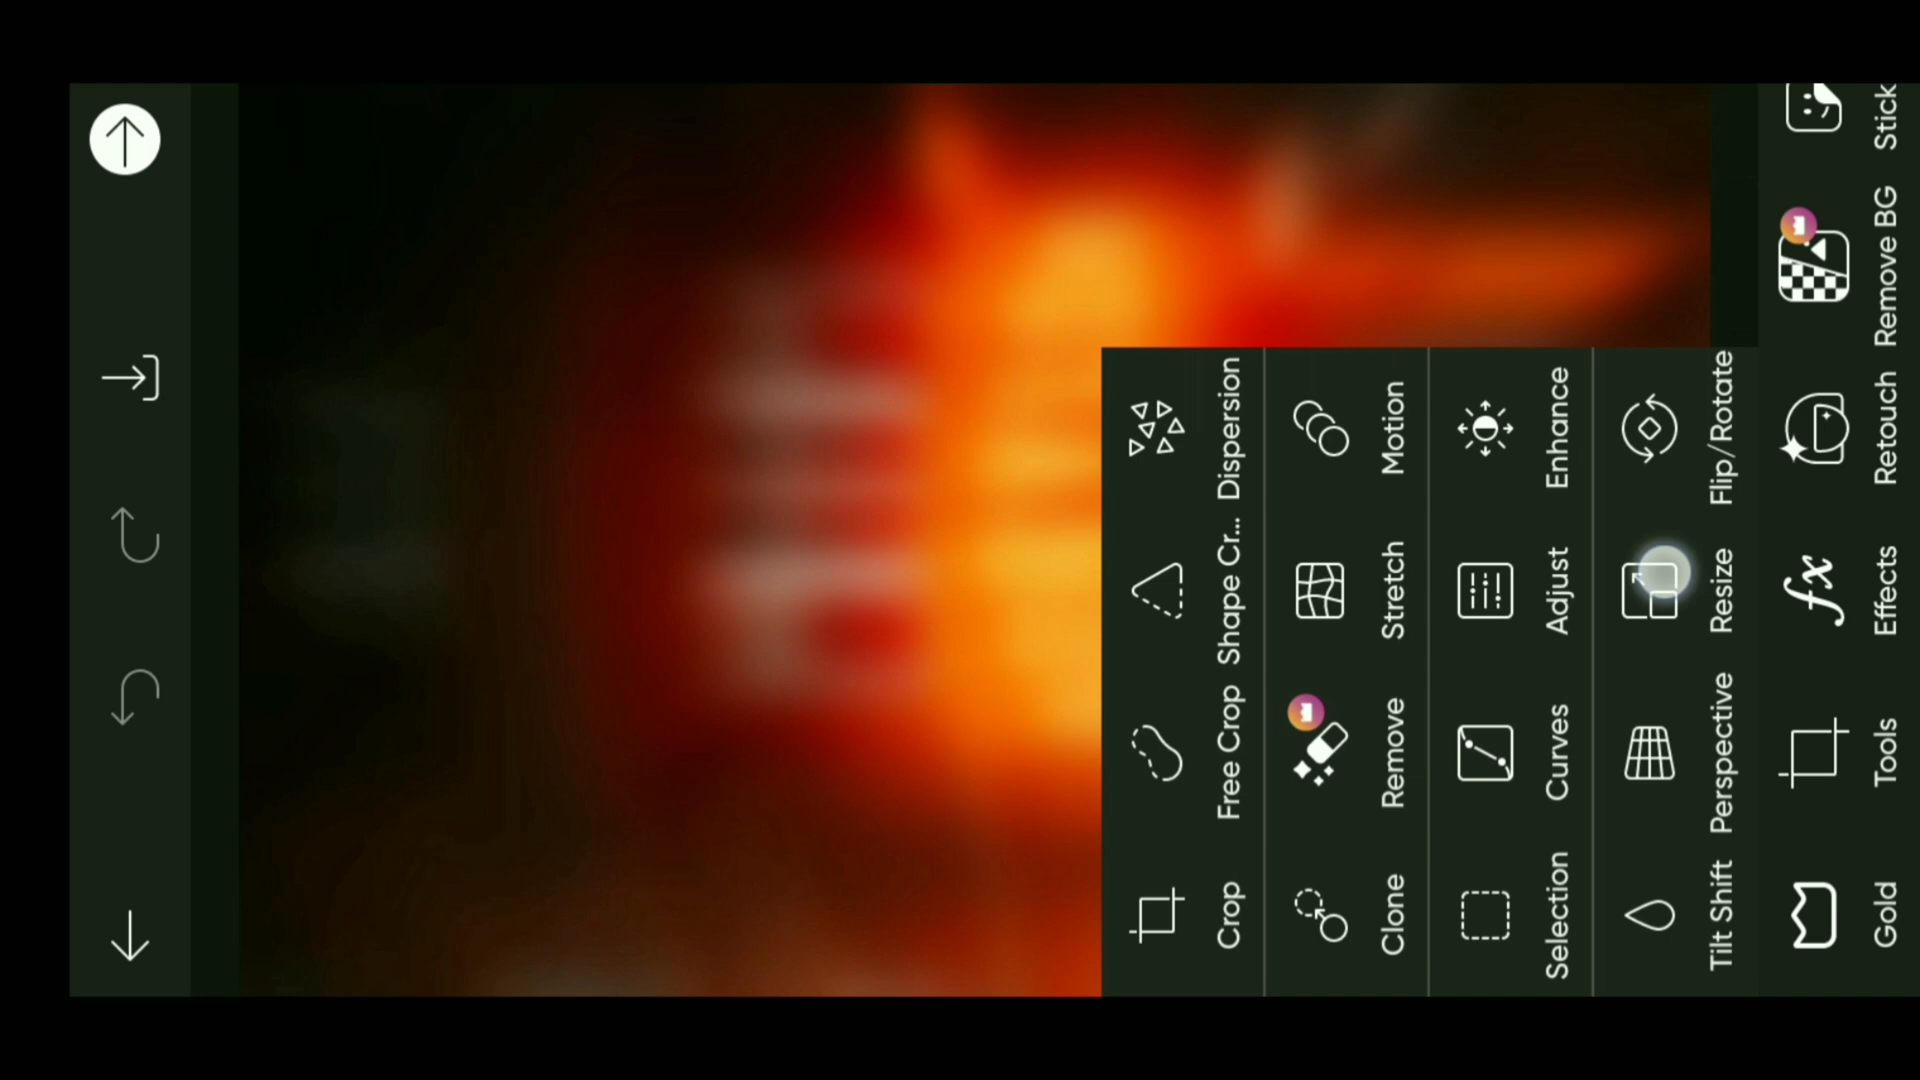 Crop
Free Crop
Shape Cr...
Dispersion
Clone
Remove
Stretch
Motion
Selection
Curves
Adjust
Enhance
Tilt Shift
Perspective
Resize
Flip/Rotate
Gold
Tools
fx
Effects
Retouch
Remove BG
Stick